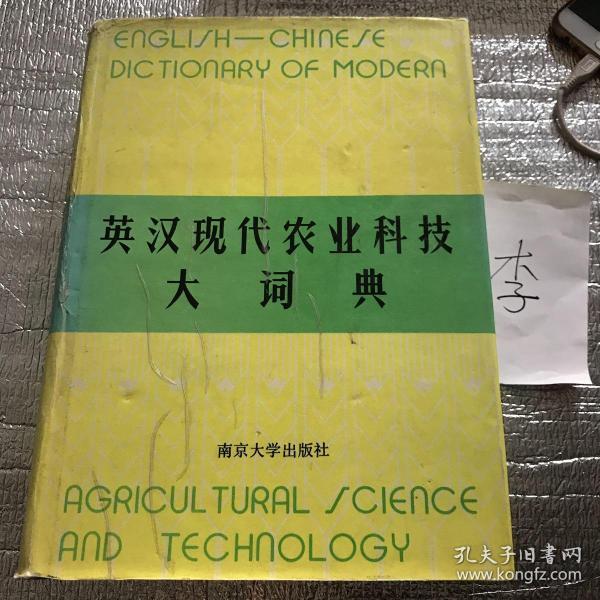 ENGLISH—CHINESE
DICTIONARY OF MODERN
英汉现代农业科技
大词典
李
南京大学出版社
AGRICULTURAL SCIENCE
AND TECHNOLOGY
孔夫子旧書网
www.kongfz.com